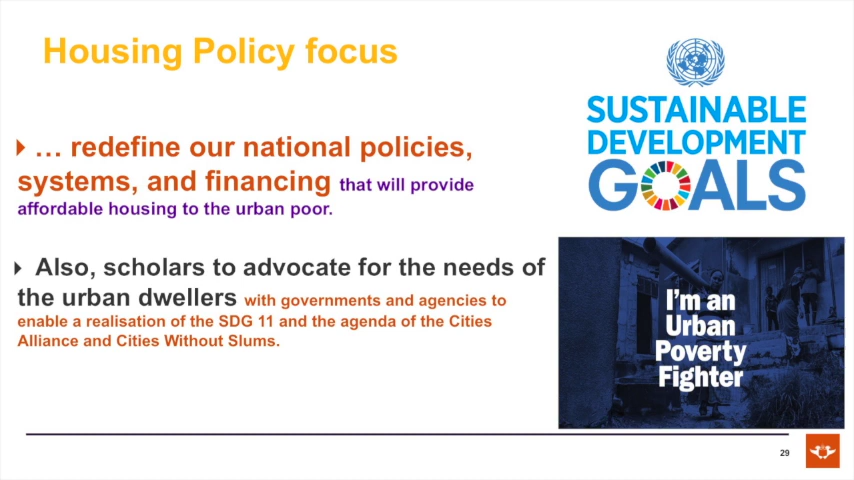 Housing Policy focus
… redefine our national policies,
systems, and financing that will provide
affordable housing to the urban poor.
Also, scholars to advocate for the needs of
the urban dwellers with governments and agencies to
enable a realisation of the SDG 11 and the agenda of the Cities
Alliance and Cities Without Slums.
SUSTAINABLE
DEVELOPMENT
GOALS
I'm an
Urban
Poverty
Fighter
29